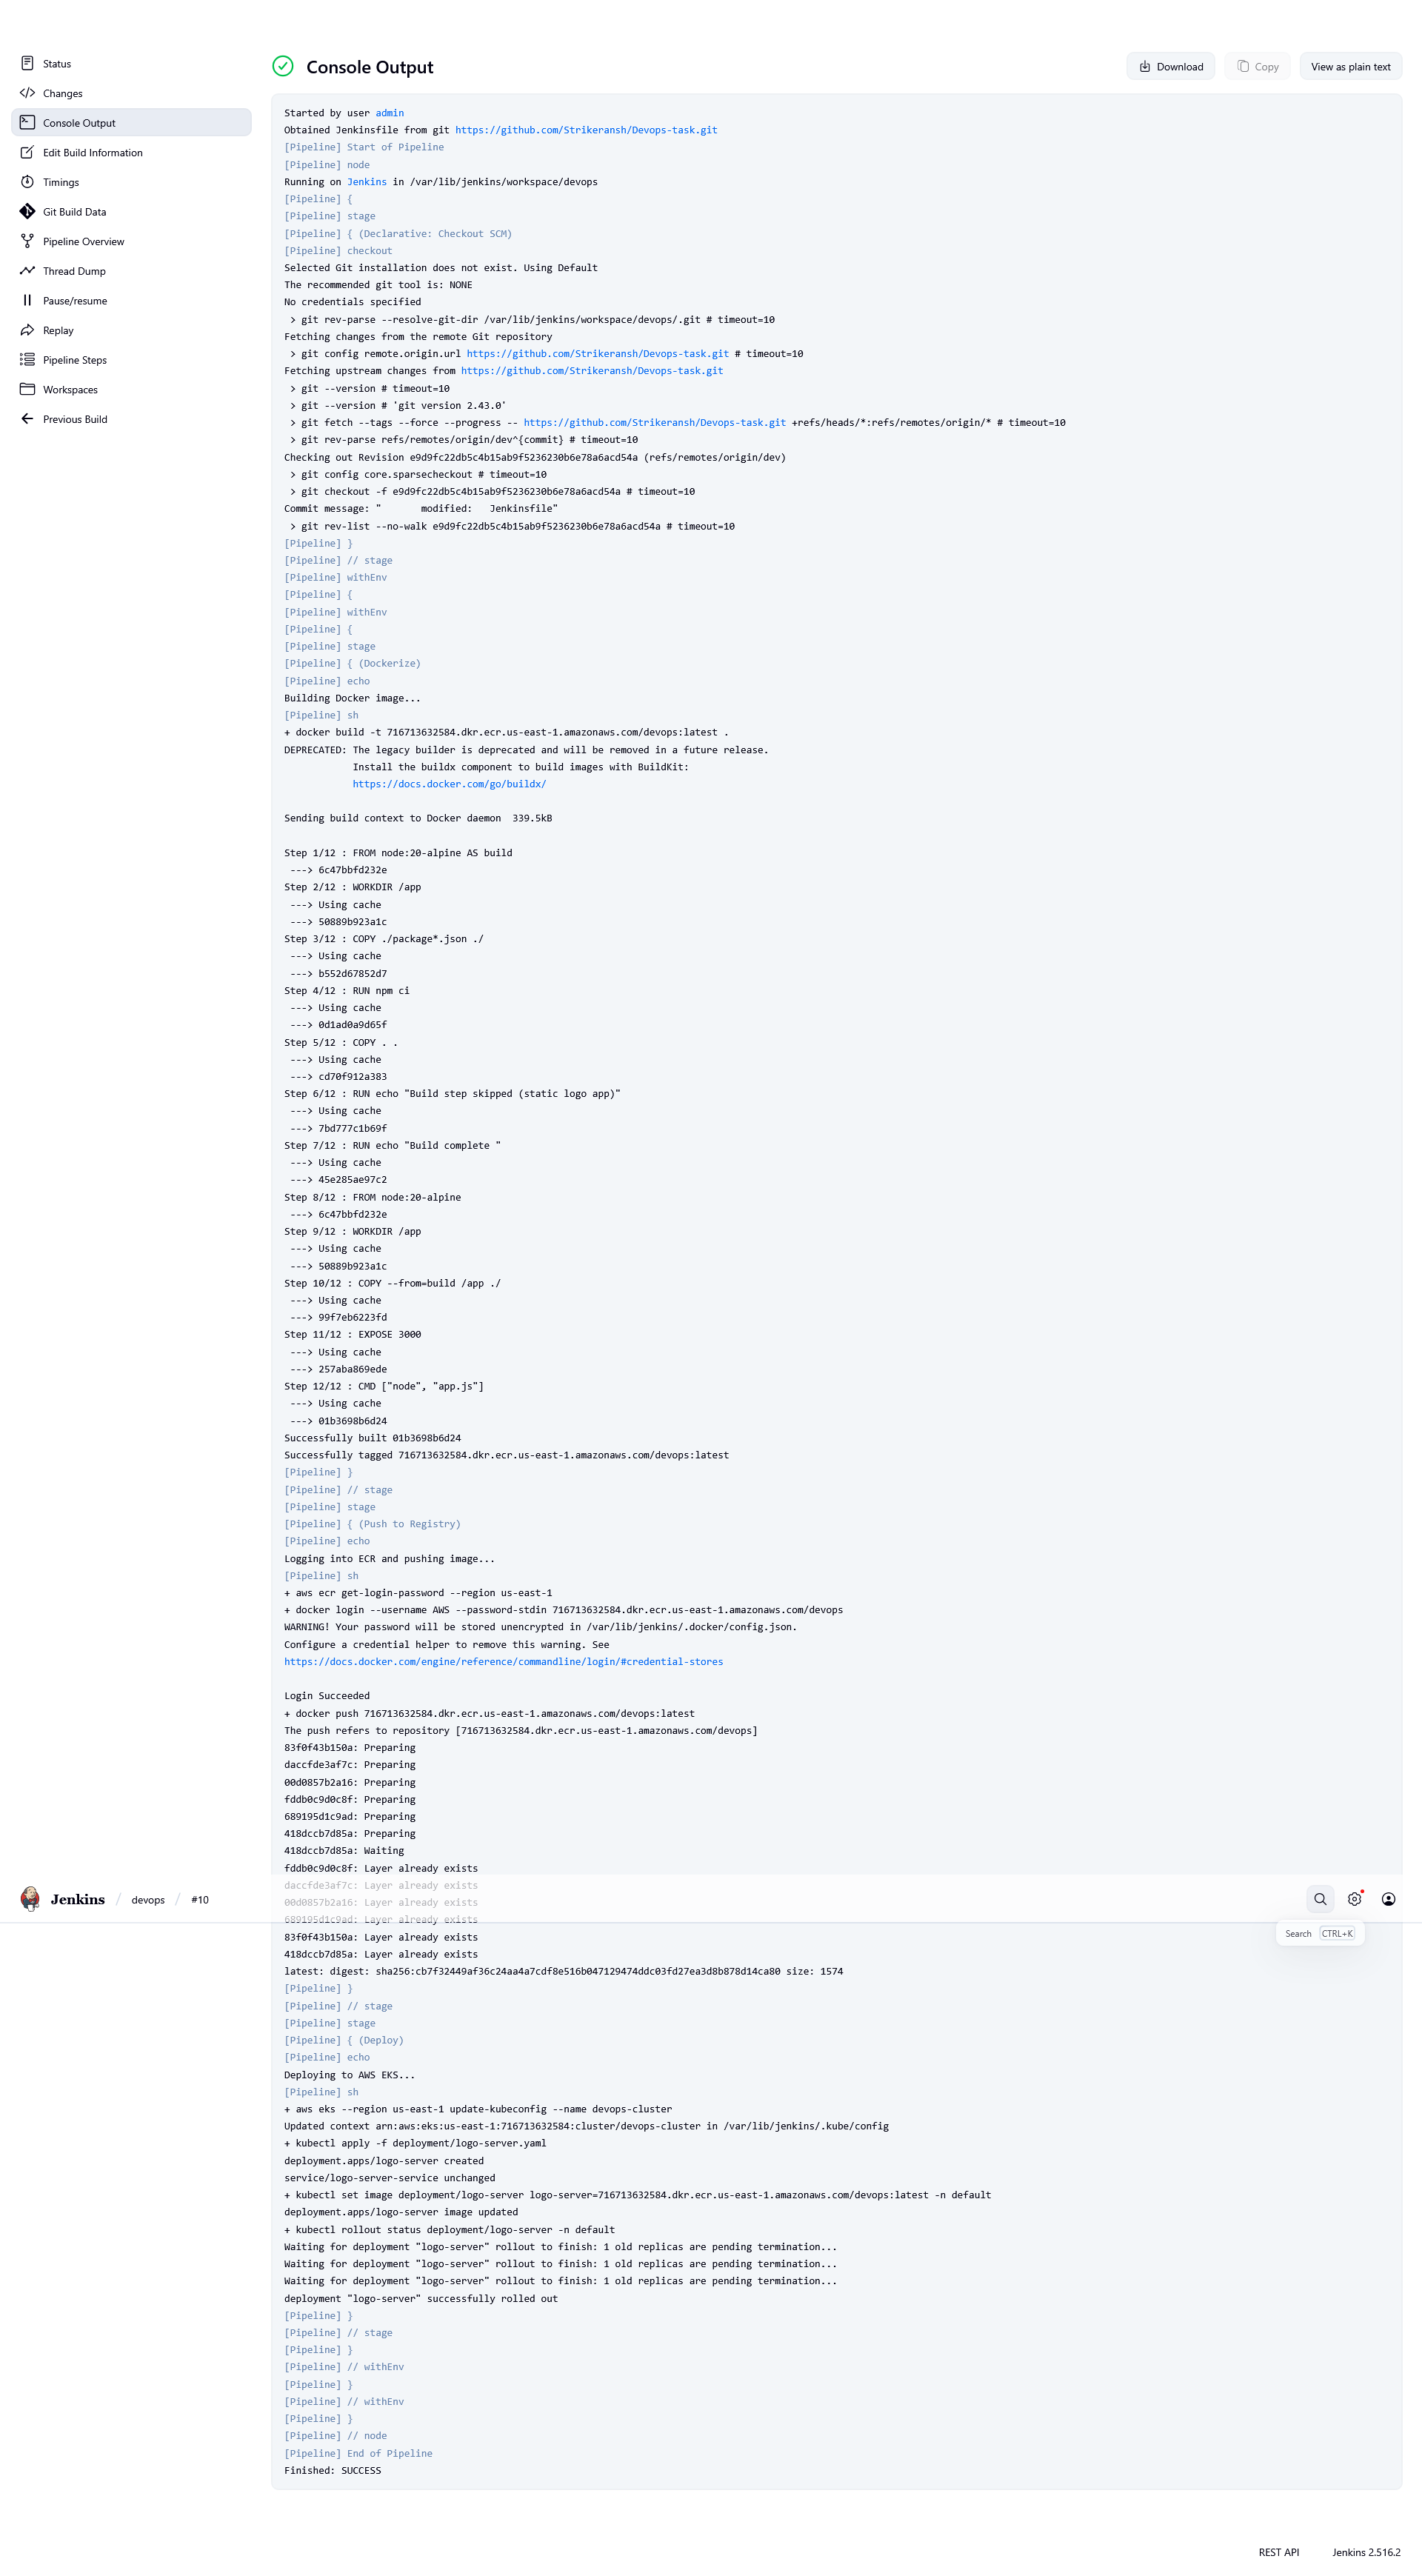 Status
Changes
Console Output
Edit Build Information
Timings
Git Build Data
Pipeline Overview
Thread Dump
Pause/resume
Replay
Pipeline Steps
Workspaces
Previous Build
Console Output
Download
Copy
View as plain text
Started by user admin
Obtained Jenkinsfile from git https://github.com/Strikeransh/Devops-task.git
[Pipeline] Start of Pipeline
[Pipeline] node
Running on Jenkins in /var/lib/jenkins/workspace/devops
[Pipeline] {
[Pipeline] stage
[Pipeline] { (Declarative: Checkout SCM)
[Pipeline] checkout
Selected Git installation does not exist. Using Default
The recommended git tool is: NONE
No credentials specified
 > git rev-parse --resolve-git-dir /var/lib/jenkins/workspace/devops/.git # timeout=10
Fetching changes from the remote Git repository
 > git config remote.origin.url https://github.com/Strikeransh/Devops-task.git # timeout=10
Fetching upstream changes from https://github.com/Strikeransh/Devops-task.git
 > git --version # timeout=10
 > git --version # 'git version 2.43.0'
 > git fetch --tags --force --progress -- https://github.com/Strikeransh/Devops-task.git +refs/heads/*:refs/remotes/origin/* # timeout=10
 > git rev-parse refs/remotes/origin/dev^{commit} # timeout=10
Checking out Revision e9d9fc22db5c4b15ab9f5236230b6e78a6acd54a (refs/remotes/origin/dev)
 > git config core.sparsecheckout # timeout=10
 > git checkout -f e9d9fc22db5c4b15ab9f5236230b6e78a6acd54a # timeout=10
Commit message: "       modified:   Jenkinsfile"
 > git rev-list --no-walk e9d9fc22db5c4b15ab9f5236230b6e78a6acd54a # timeout=10
[Pipeline] }
[Pipeline] // stage
[Pipeline] withEnv
[Pipeline] {
[Pipeline] withEnv
[Pipeline] {
[Pipeline] stage
[Pipeline] { (Dockerize)
[Pipeline] echo
Building Docker image...
[Pipeline] sh
+ docker build -t 716713632584.dkr.ecr.us-east-1.amazonaws.com/devops:latest .
DEPRECATED: The legacy builder is deprecated and will be removed in a future release.
            Install the buildx component to build images with BuildKit:
            https://docs.docker.com/go/buildx/
Sending build context to Docker daemon  339.5kB
Step 1/12 : FROM node:20-alpine AS build
 ---> 6c47bbfd232e
Step 2/12 : WORKDIR /app
 ---> Using cache
 ---> 50889b923a1c
Step 3/12 : COPY ./package*.json ./
 ---> Using cache
 ---> b552d67852d7
Step 4/12 : RUN npm ci
 ---> Using cache
 ---> 0d1ad0a9d65f
Step 5/12 : COPY . .
 ---> Using cache
 ---> cd70f912a383
Step 6/12 : RUN echo "Build step skipped (static logo app)"
 ---> Using cache
 ---> 7bd777c1b69f
Step 7/12 : RUN echo "Build complete "
 ---> Using cache
 ---> 45e285ae97c2
Step 8/12 : FROM node:20-alpine
 ---> 6c47bbfd232e
Step 9/12 : WORKDIR /app
 ---> Using cache
 ---> 50889b923a1c
Step 10/12 : COPY --from=build /app ./
 ---> Using cache
 ---> 99f7eb6223fd
Step 11/12 : EXPOSE 3000
 ---> Using cache
 ---> 257aba869ede
Step 12/12 : CMD ["node", "app.js"]
 ---> Using cache
 ---> 01b3698b6d24
Successfully built 01b3698b6d24
Successfully tagged 716713632584.dkr.ecr.us-east-1.amazonaws.com/devops:latest
[Pipeline] }
[Pipeline] // stage
[Pipeline] stage
[Pipeline] { (Push to Registry)
[Pipeline] echo
Logging into ECR and pushing image...
[Pipeline] sh
+ aws ecr get-login-password --region us-east-1
+ docker login --username AWS --password-stdin 716713632584.dkr.ecr.us-east-1.amazonaws.com/devops
WARNING! Your password will be stored unencrypted in /var/lib/jenkins/.docker/config.json.
Configure a credential helper to remove this warning. See
https://docs.docker.com/engine/reference/commandline/login/#credential-stores
Login Succeeded
+ docker push 716713632584.dkr.ecr.us-east-1.amazonaws.com/devops:latest
The push refers to repository [716713632584.dkr.ecr.us-east-1.amazonaws.com/devops]
83f0f43b150a: Preparing
daccfde3af7c: Preparing
00d0857b2a16: Preparing
fddb0c9d0c8f: Preparing
689195d1c9ad: Preparing
418dccb7d85a: Preparing
418dccb7d85a: Waiting
fddb0c9d0c8f: Layer already exists
daccfde3af7c: Layer already exists
Jenkins / devops / #10
00d0857b2a16: Layer already exists
689195d1c9ad: Layer already exists
83f0f43b150a: Layer already exists
Search CTRL+K
418dccb7d85a: Layer already exists
latest: digest: sha256:cb7f32449af36c24aa4a7cdf8e516b047129474ddc03fd27ea3d8b878d14ca80 size: 1574
[Pipeline] }
[Pipeline] // stage
[Pipeline] stage
[Pipeline] { (Deploy)
[Pipeline] echo
Deploying to AWS EKS...
[Pipeline] sh
+ aws eks --region us-east-1 update-kubeconfig --name devops-cluster
Updated context arn:aws:eks:us-east-1:716713632584:cluster/devops-cluster in /var/lib/jenkins/.kube/config
+ kubectl apply -f deployment/logo-server.yaml
deployment.apps/logo-server created
service/logo-server-service unchanged
+ kubectl set image deployment/logo-server logo-server=716713632584.dkr.ecr.us-east-1.amazonaws.com/devops:latest -n default
deployment.apps/logo-server image updated
+ kubectl rollout status deployment/logo-server -n default
Waiting for deployment "logo-server" rollout to finish: 1 old replicas are pending termination...
Waiting for deployment "logo-server" rollout to finish: 1 old replicas are pending termination...
Waiting for deployment "logo-server" rollout to finish: 1 old replicas are pending termination...
deployment "logo-server" successfully rolled out
[Pipeline] }
[Pipeline] // stage
[Pipeline] }
[Pipeline] // withEnv
[Pipeline] }
[Pipeline] // withEnv
[Pipeline] }
[Pipeline] // node
[Pipeline] End of Pipeline
Finished: SUCCESS
REST API
Jenkins 2.516.2